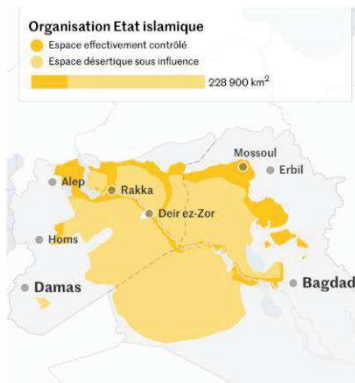 Organisation Etat islamique
Espace effectivement contrôlé
Espace désertique sous influence
228 900 km²
Mossoul
Erbil
Alep
Rakka
Deir ez-Zor
Homs
Damas
Bagdad